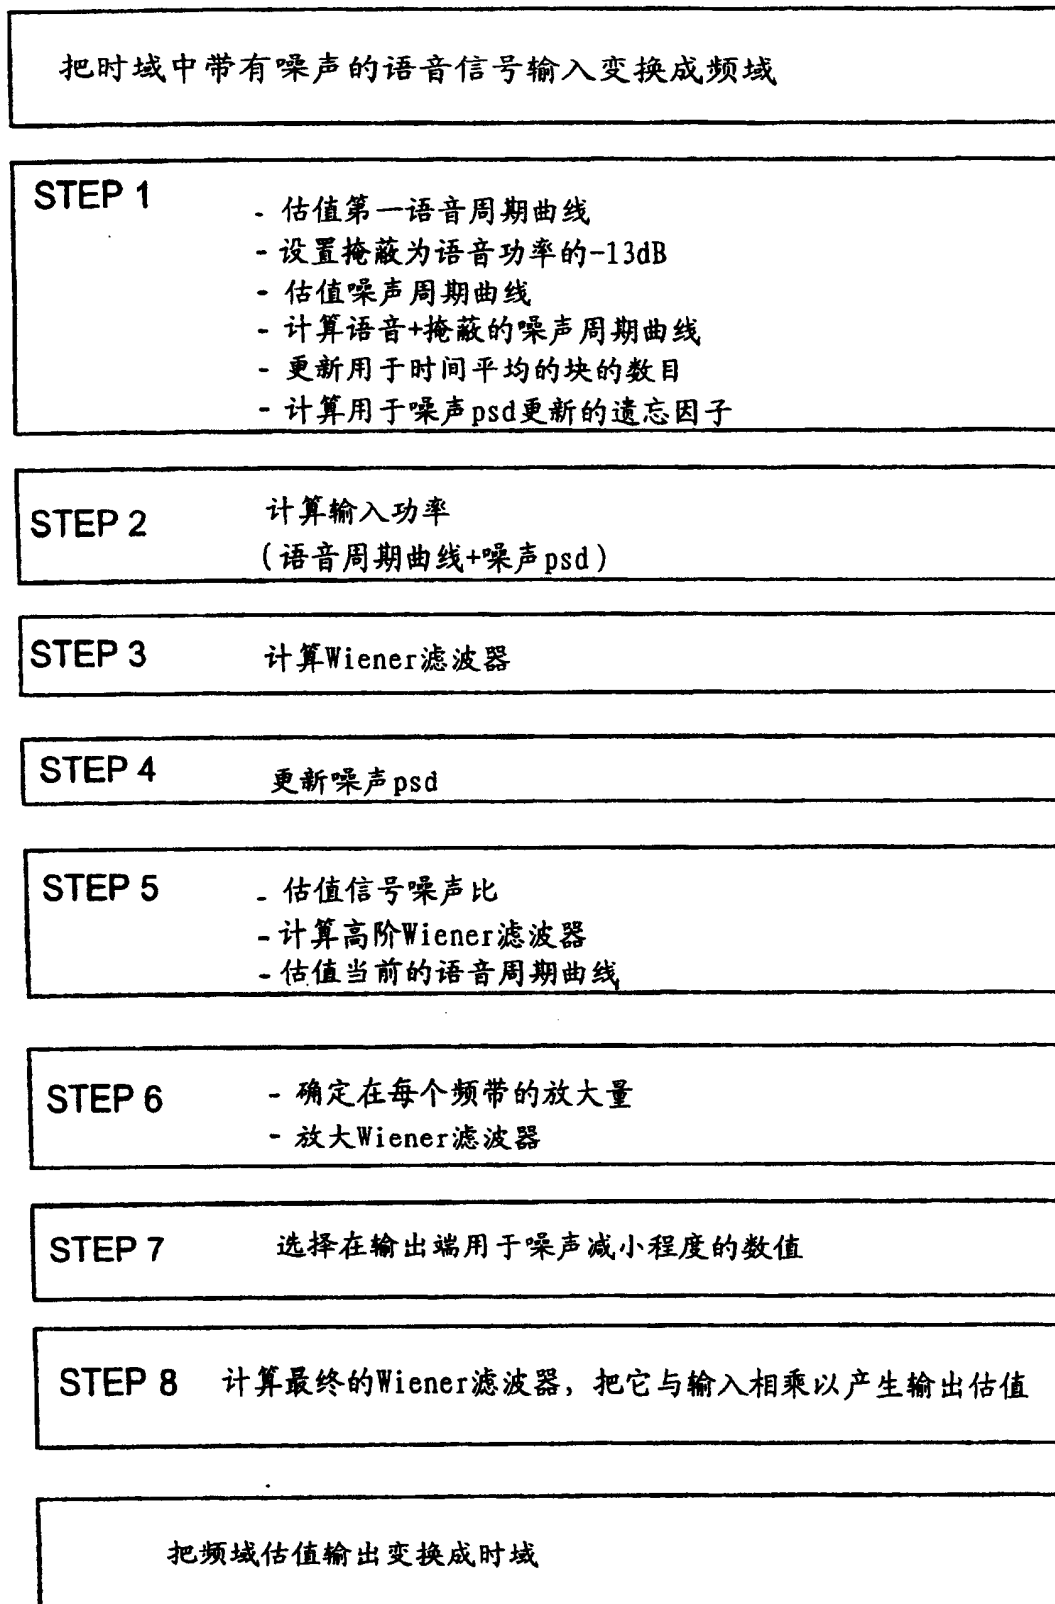 把时域中带有噪声的语音信号输入变换成频域
STEP 1
- 估值第一语音周期曲线
- 设置掩蔽为语音功率的-13dB
- 估值噪声周期曲线
- 计算语音+掩蔽的噪声周期曲线
- 更新用于时间平均的块的数目
- 计算用于噪声psd更新的遗忘因子
STEP 2
计算输入功率
(语音周期曲线+噪声psd)
STEP 3 计算Wiener滤波器
STEP 4 更新噪声psd
STEP 5
- 估值信号噪声比
- 计算高阶Wiener滤波器
- 估值当前的语音周期曲线
STEP 6
- 确定在每个频带的放大量
- 放大Wiener滤波器
STEP 7 选择在输出端用于噪声减小程度的数值
STEP 8 计算最终的Wiener滤波器, 把它与输入相乘以产生输出估值
把频域估值输出变换成时域